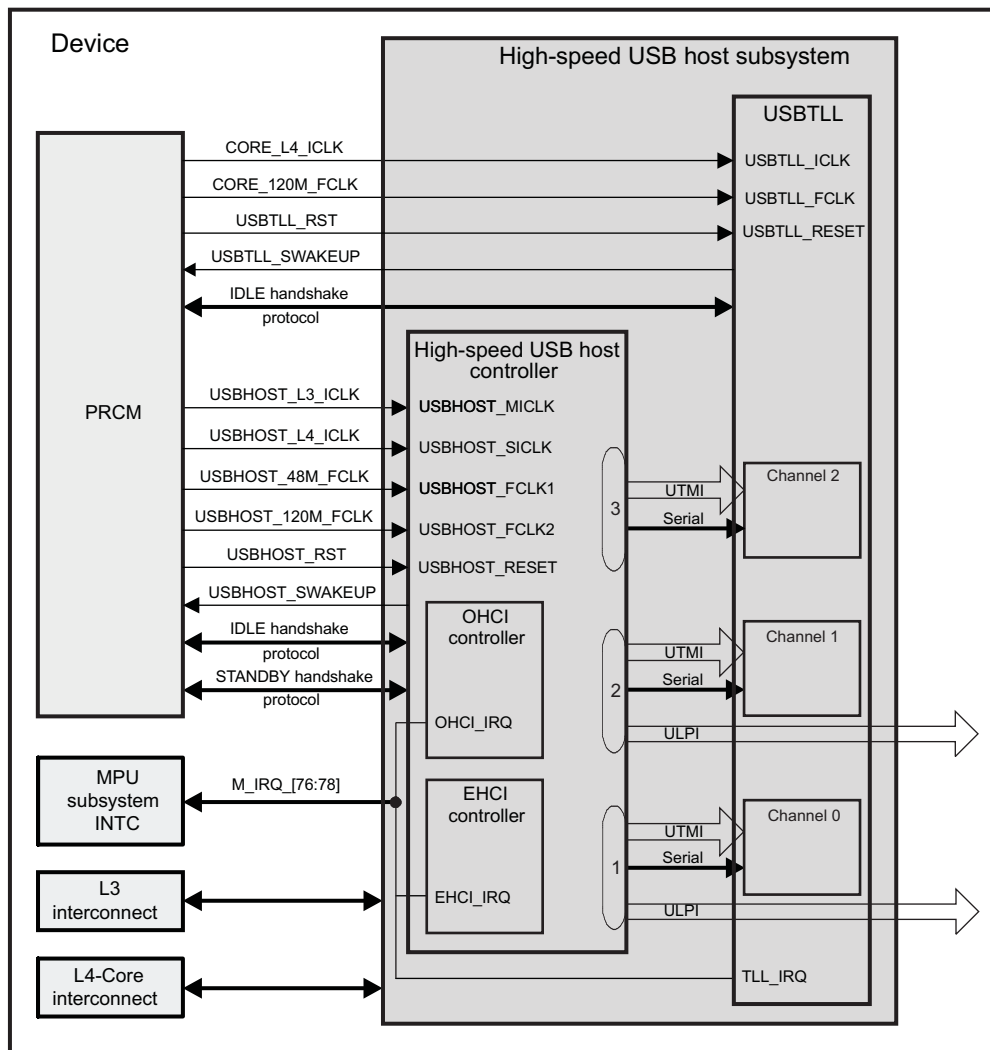 Device
High-speed USB host subsystem
USBTLL
CORE_L4_ICLK
USBTLL_ICLK
CORE_120M_FCLK
USBTLL_FCLK
USBTLL_RST
USBTLL_RESET
USBTLL_SWAKEUP
IDLE handshake
protocol
High-speed USB host
controller
PRCM
USBHOST_L3_ICLK
USBHOST_MICLK
USBHOST_L4_ICLK
USBHOST_SICLK
USBHOST_48M_FCLK
USBHOST_FCLK1
USBHOST_120M_FCLK
USBHOST_FCLK2
USBHOST_RST
USBHOST_RESET
USBHOST_SWAKEUP
IDLE handshake
protocol
STANDBY handshake
protocol
3
UTMI
Serial
Channel 2
OHCI
controller
OHCI_IRQ
2
UTMI
Serial
Channel 1
ULPI
MPU
subsystem
INTC
M_IRQ_[76:78]
EHCI
controller
EHCI_IRQ
1
UTMI
Serial
Channel 0
ULPI
L3
interconnect
L4-Core
interconnect
TLL_IRQ